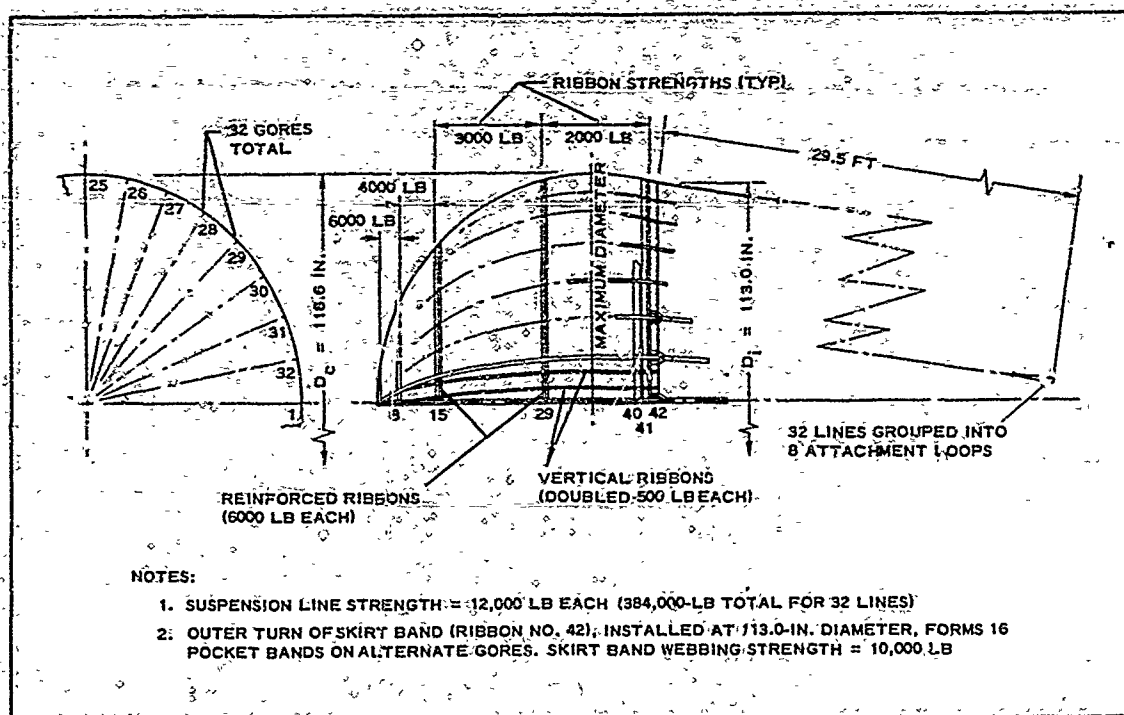 RIBBON STRENGTHS (TYP)
32 GORES
TOTAL
3000 LB
2000 LB
29.5 FT
4000 LB
6000 LB
25
26
27
28
29
30
31
32
1
D_C = 116.6 IN.
MAXIMUM DIAMETER
D_i = 113.0 IN.
15
29
40
41
42
32 LINES GROUPED INTO
8 ATTACHMENT LOOPS
REINFORCED RIBBONS
(6000 LB EACH)
VERTICAL RIBBONS
(DOUBLED-500 LB EACH)
NOTES:
1. SUSPENSION LINE STRENGTH = 12,000 LB EACH (384,000-LB TOTAL FOR 32 LINES)
2. OUTER TURN OF SKIRT BAND (RIBBON NO. 42), INSTALLED AT 113.0-IN. DIAMETER, FORMS 16
POCKET BANDS ON ALTERNATE GORES. SKIRT BAND WEBBING STRENGTH = 10,000 LB